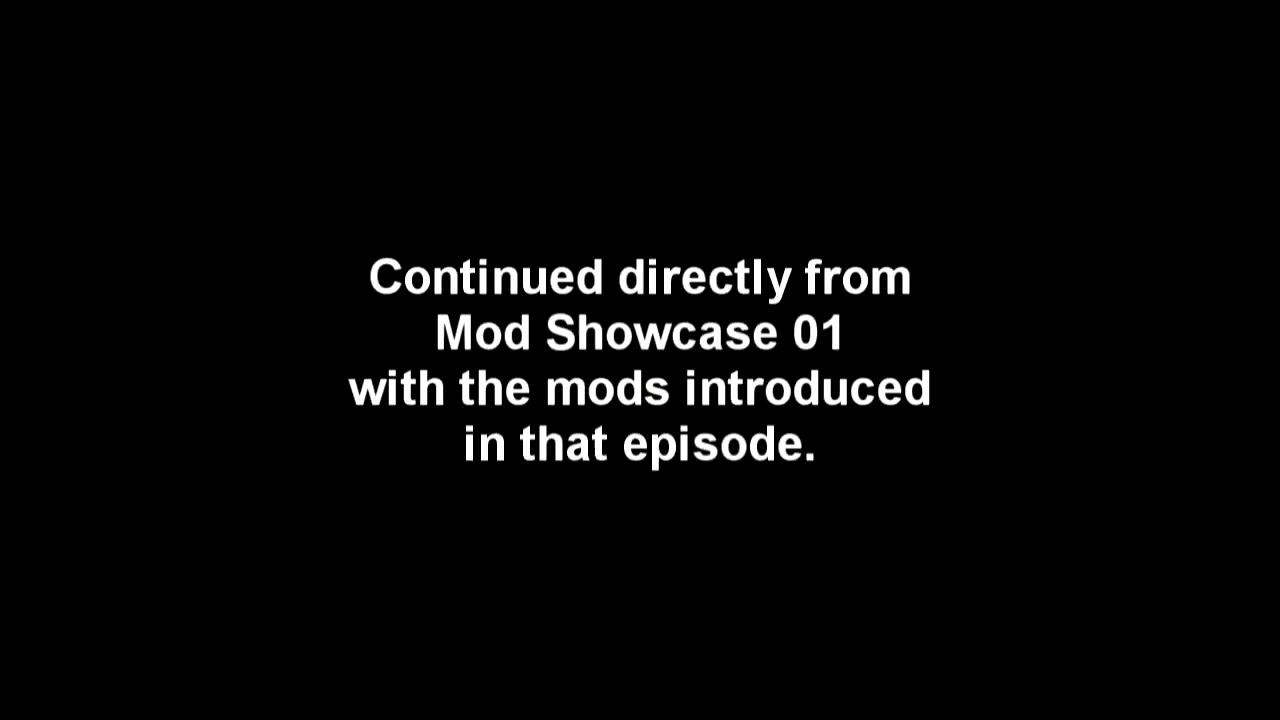 Continued directly from
Mod Showcase 01
with the mods introduced
in that episode.